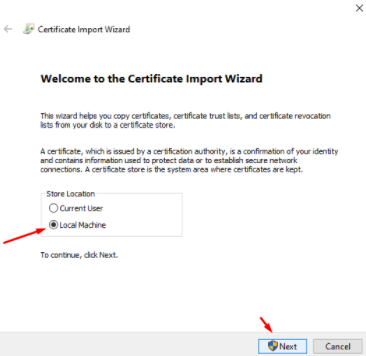 Certificate Import Wizard
Welcome to the Certificate Import Wizard
This wizard helps you copy certificates, certificate trust lists, and certificate revocation
lists from your disk to a certificate store.
A certificate, which is issued by a certification authority, is a confirmation of your identity
and contains information used to protect data or to establish secure network
connections. A certificate store is the system area where certificates are kept.
Store Location
Current User
Local Machine
To continue, click Next.
Next
Cancel